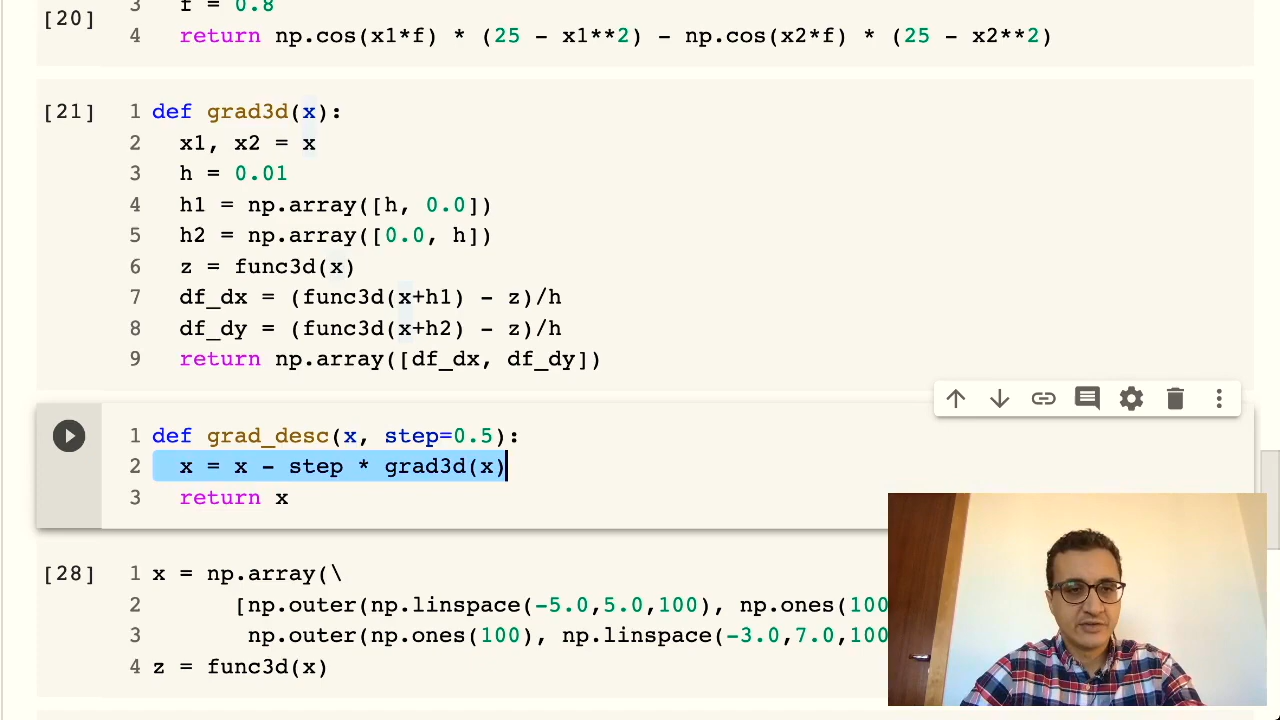 3 f = 0.8
[20]
4 return np.cos(x1*f) * (25 - x1**2) - np.cos(x2*f) * (25 - x2**2)
[21] 1 def grad3d(x):
2 x1, x2 = x
3 h = 0.01
4 h1 = np.array([h, 0.0])
5 h2 = np.array([0.0, h])
6 z = func3d(x)
7 df_dx = (func3d(x+h1) - z)/h
8 df_dy = (func3d(x+h2) - z)/h
9 return np.array([df_dx, df_dy])
1 def grad_desc(x, step=0.5):
2 x = x - step * grad3d(x)
3 return x
[28] 1 x = np.array(\
2 [np.outer(np.linspace(-5.0,5.0,100), np.ones(100
3 np.outer(np.ones(100), np.linspace(-3.0,7.0,100
4 z = func3d(x)